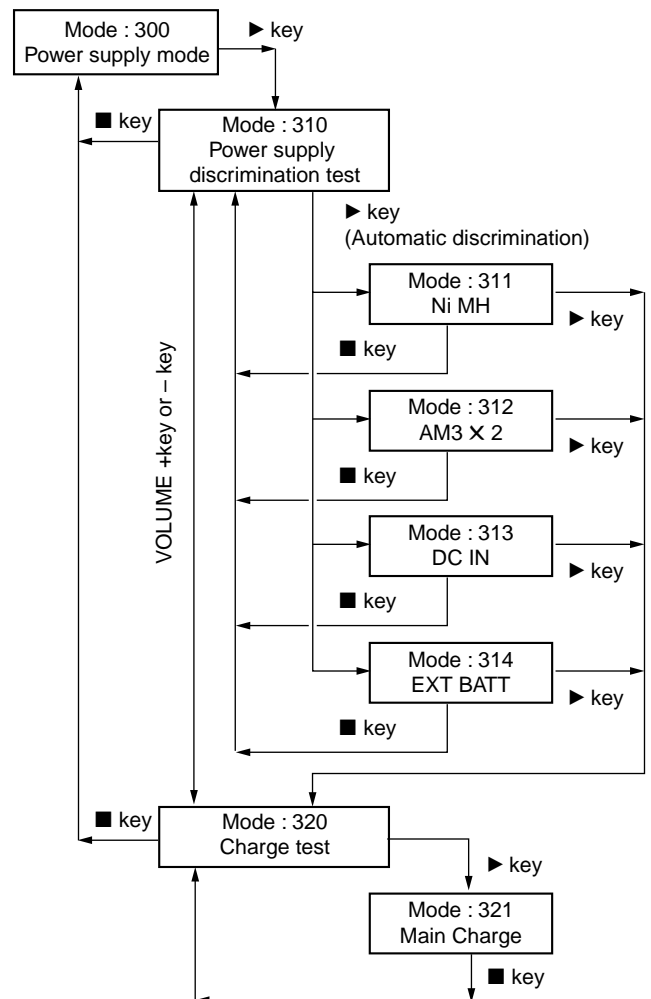 Mode : 300
Power supply mode
▶ key
■ key
Mode : 310
Power supply
discrimination test
▶ key
(Automatic discrimination)
Mode : 311
Ni MH
▶ key
■ key
Mode : 312
AM3 ✕ 2
▶ key
■ key
VOLUME +key or – key
Mode : 313
DC IN
▶ key
■ key
Mode : 314
EXT BATT
▶ key
■ key
■ key
Mode : 320
Charge test
▶ key
Mode : 321
Main Charge
■ key